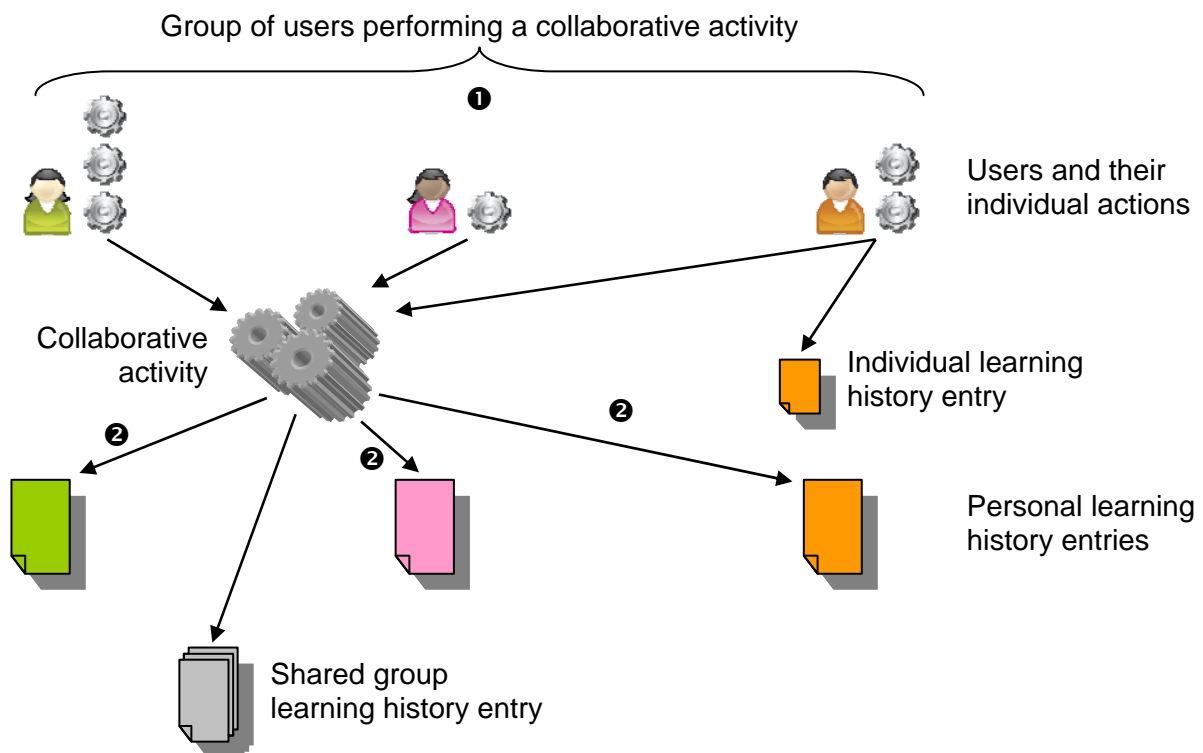 Group of users performing a collaborative activity
❶
Users and their
individual actions
Collaborative
activity
Individual learning
history entry
❷
❷
❷
Personal learning
history entries
Shared group
learning history entry